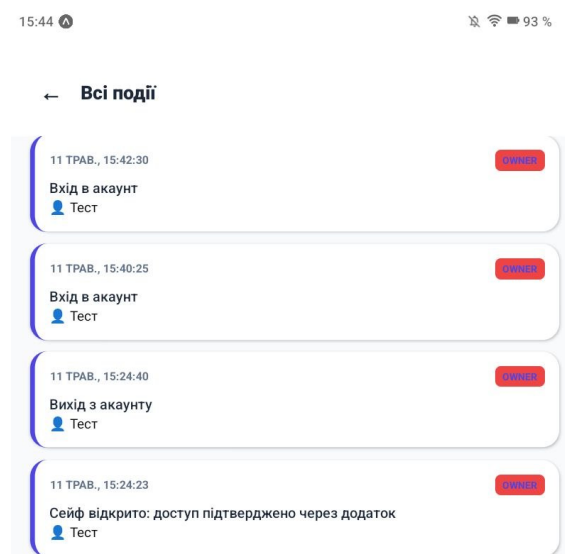 15:44
93 %
← Всі події
11 ТРАВ., 15:42:30
OWNER
Вхід в акаунт
Тест
11 ТРАВ., 15:40:25
OWNER
Вхід в акаунт
Тест
11 ТРАВ., 15:24:40
OWNER
Вихід з акаунту
Тест
11 ТРАВ., 15:24:23
OWNER
Сейф відкрито: доступ підтверджено через додаток
Тест